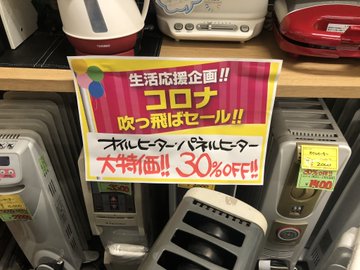 生活応援企画!!
コロナ
吹っ飛ばセール!!
オイルヒーター・パネルヒーター
大特価!! 30%OFF!!